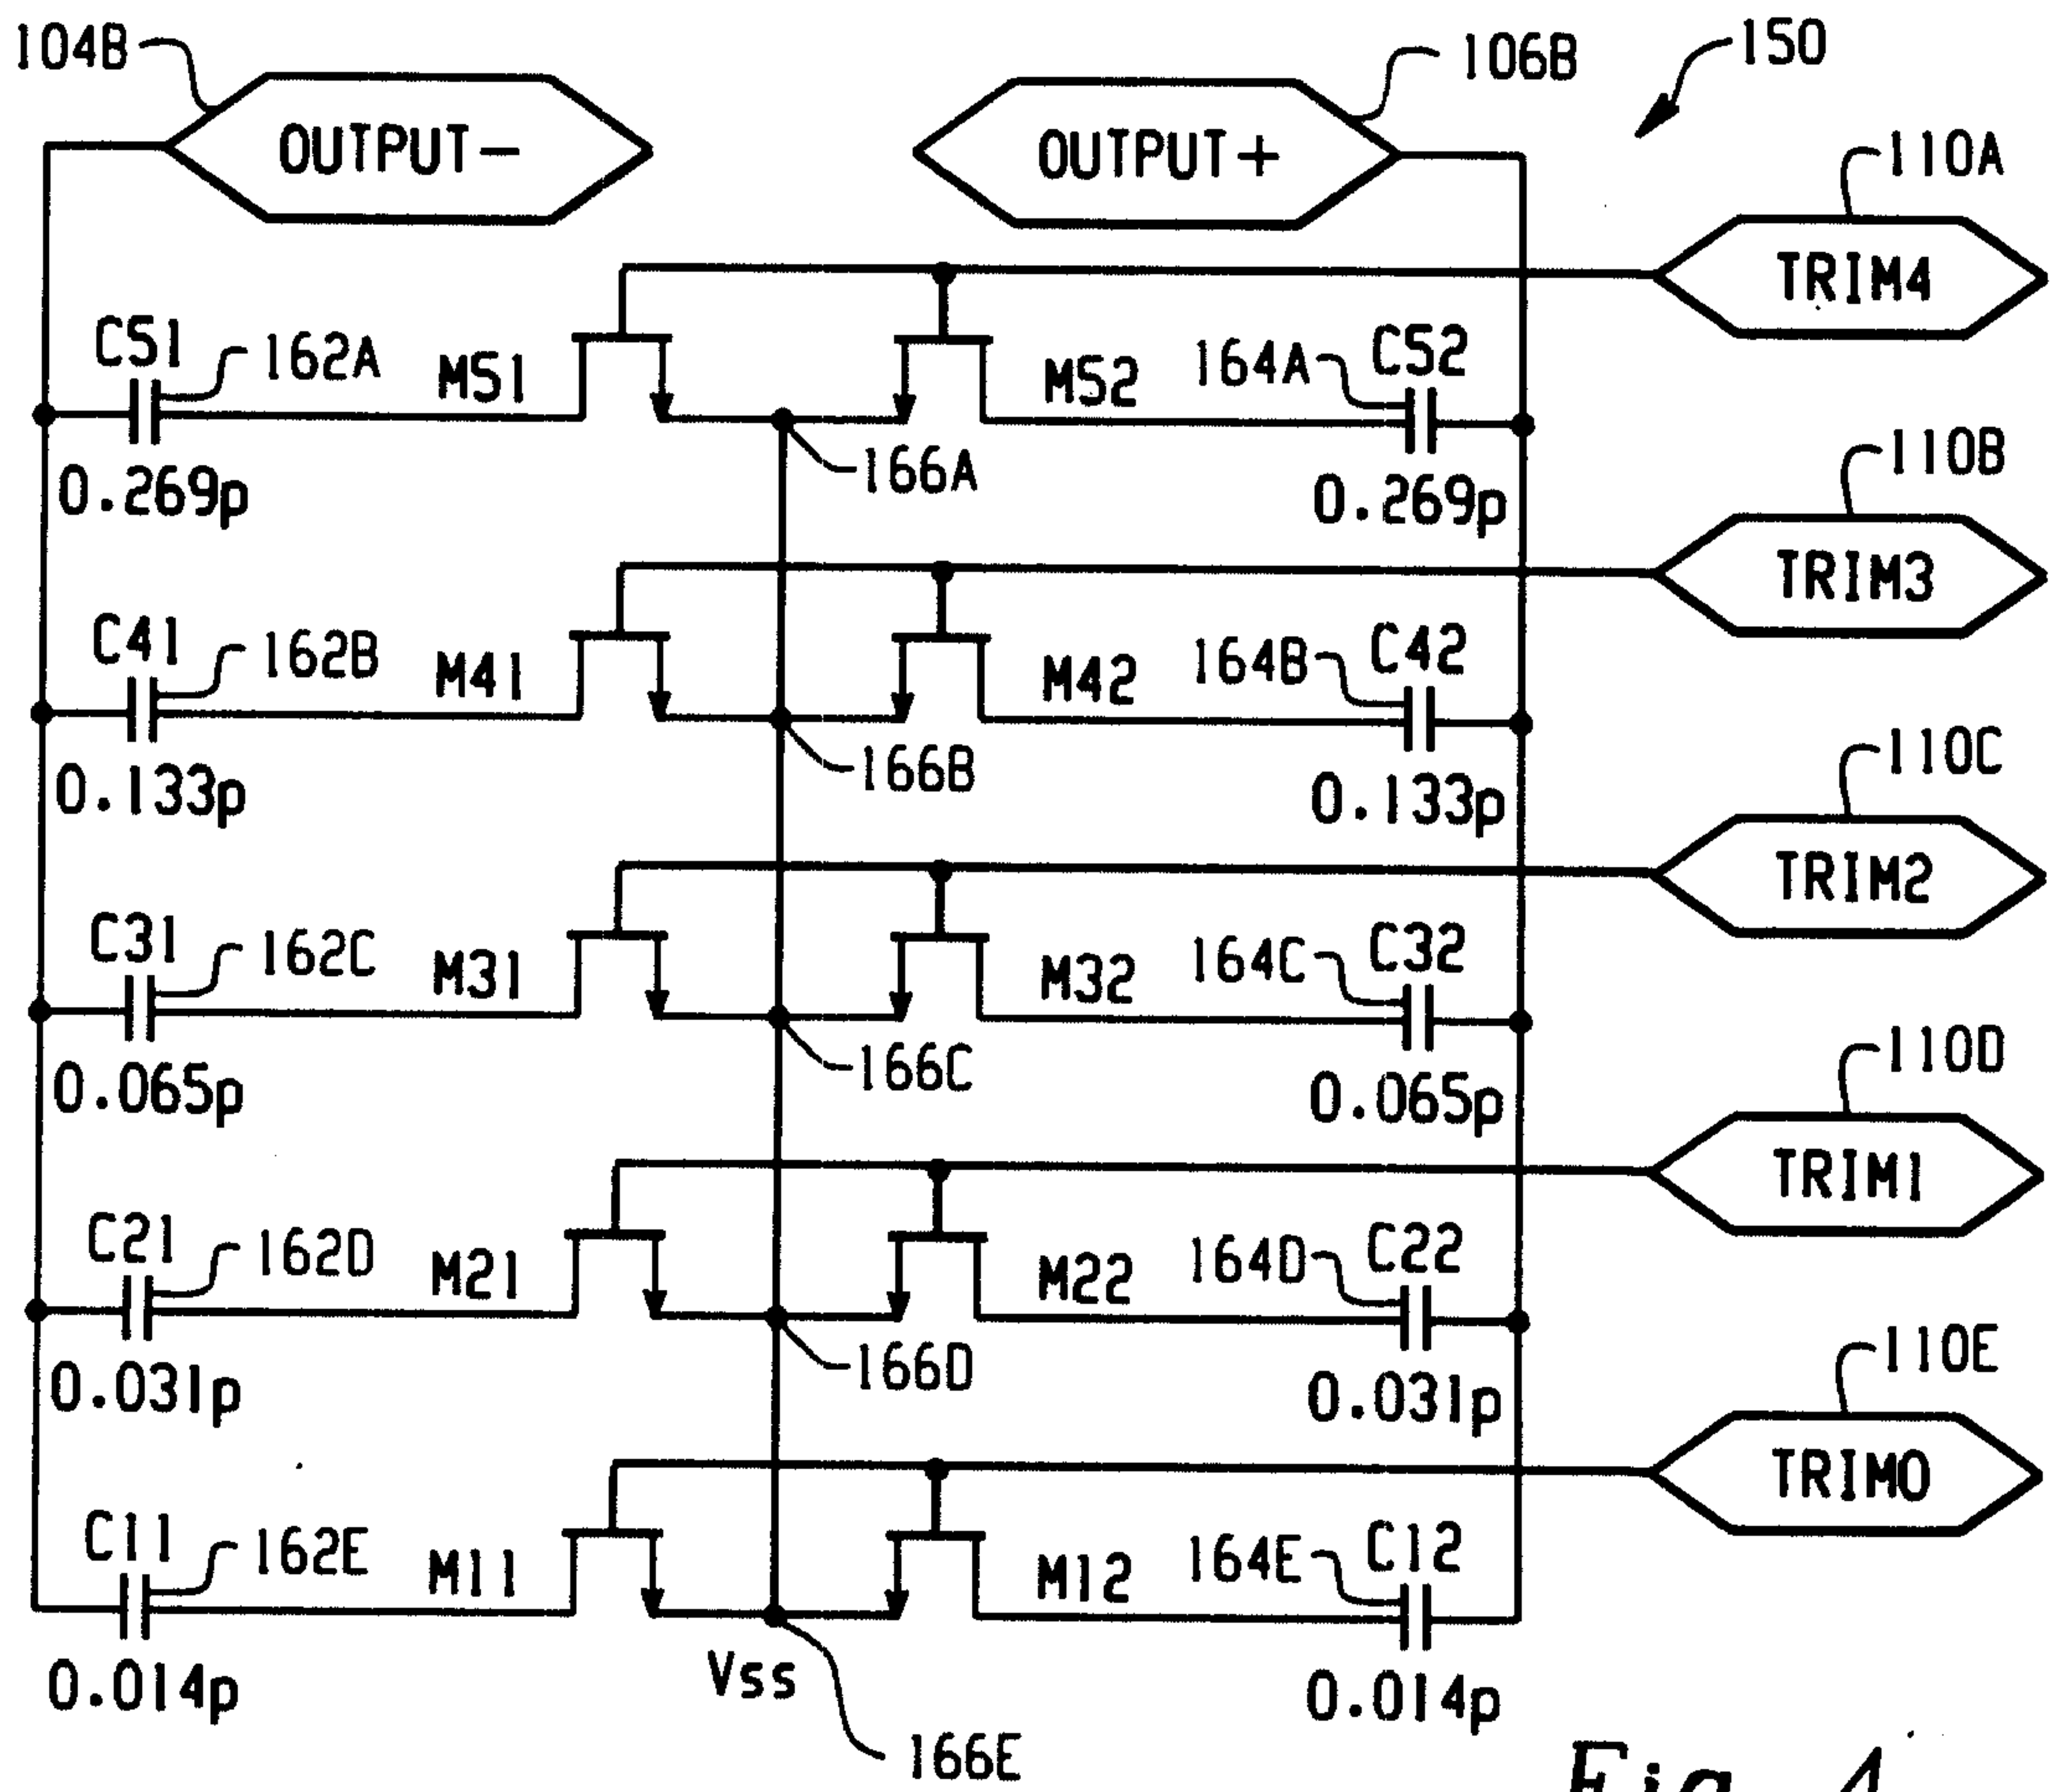 104B
106B
150
OUTPUT-
OUTPUT+
110A
TRIM4
C51
162A
M51
M52
164A
C52
166A
0.269p
0.269p
110B
TRIM3
C41
162B
M41
M42
164B
C42
166B
0.133p
0.133p
110C
TRIM2
C31
162C
M31
M32
164C
C32
166C
0.065p
0.065p
110D
TRIM1
C21
162D
M21
M22
164D
C22
166D
0.031p
0.031p
110E
TRIM0
C11
162E
M11
M12
164E
C12
Vss
0.014p
0.014p
166E
Fig. 4